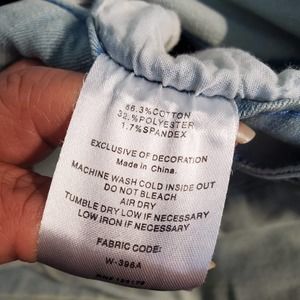 66.3%COTTON
32.%POLYESTER
1.7%SPANDEX
EXCLUSIVE OF DECORATION
Made in China.
MACHINE WASH COLD INSIDE OUT
DO NOT BLEACH
AIR DRY
TUMBLE DRY LOW IF NECESSARY
LOW IRON IF NECESSARY
FABRIC CODE:
W-396A